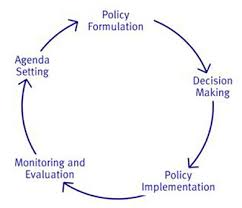 Policy
Formulation
Decision
Making
Policy
Implementation
Monitoring and
Evaluation
Agenda
Setting